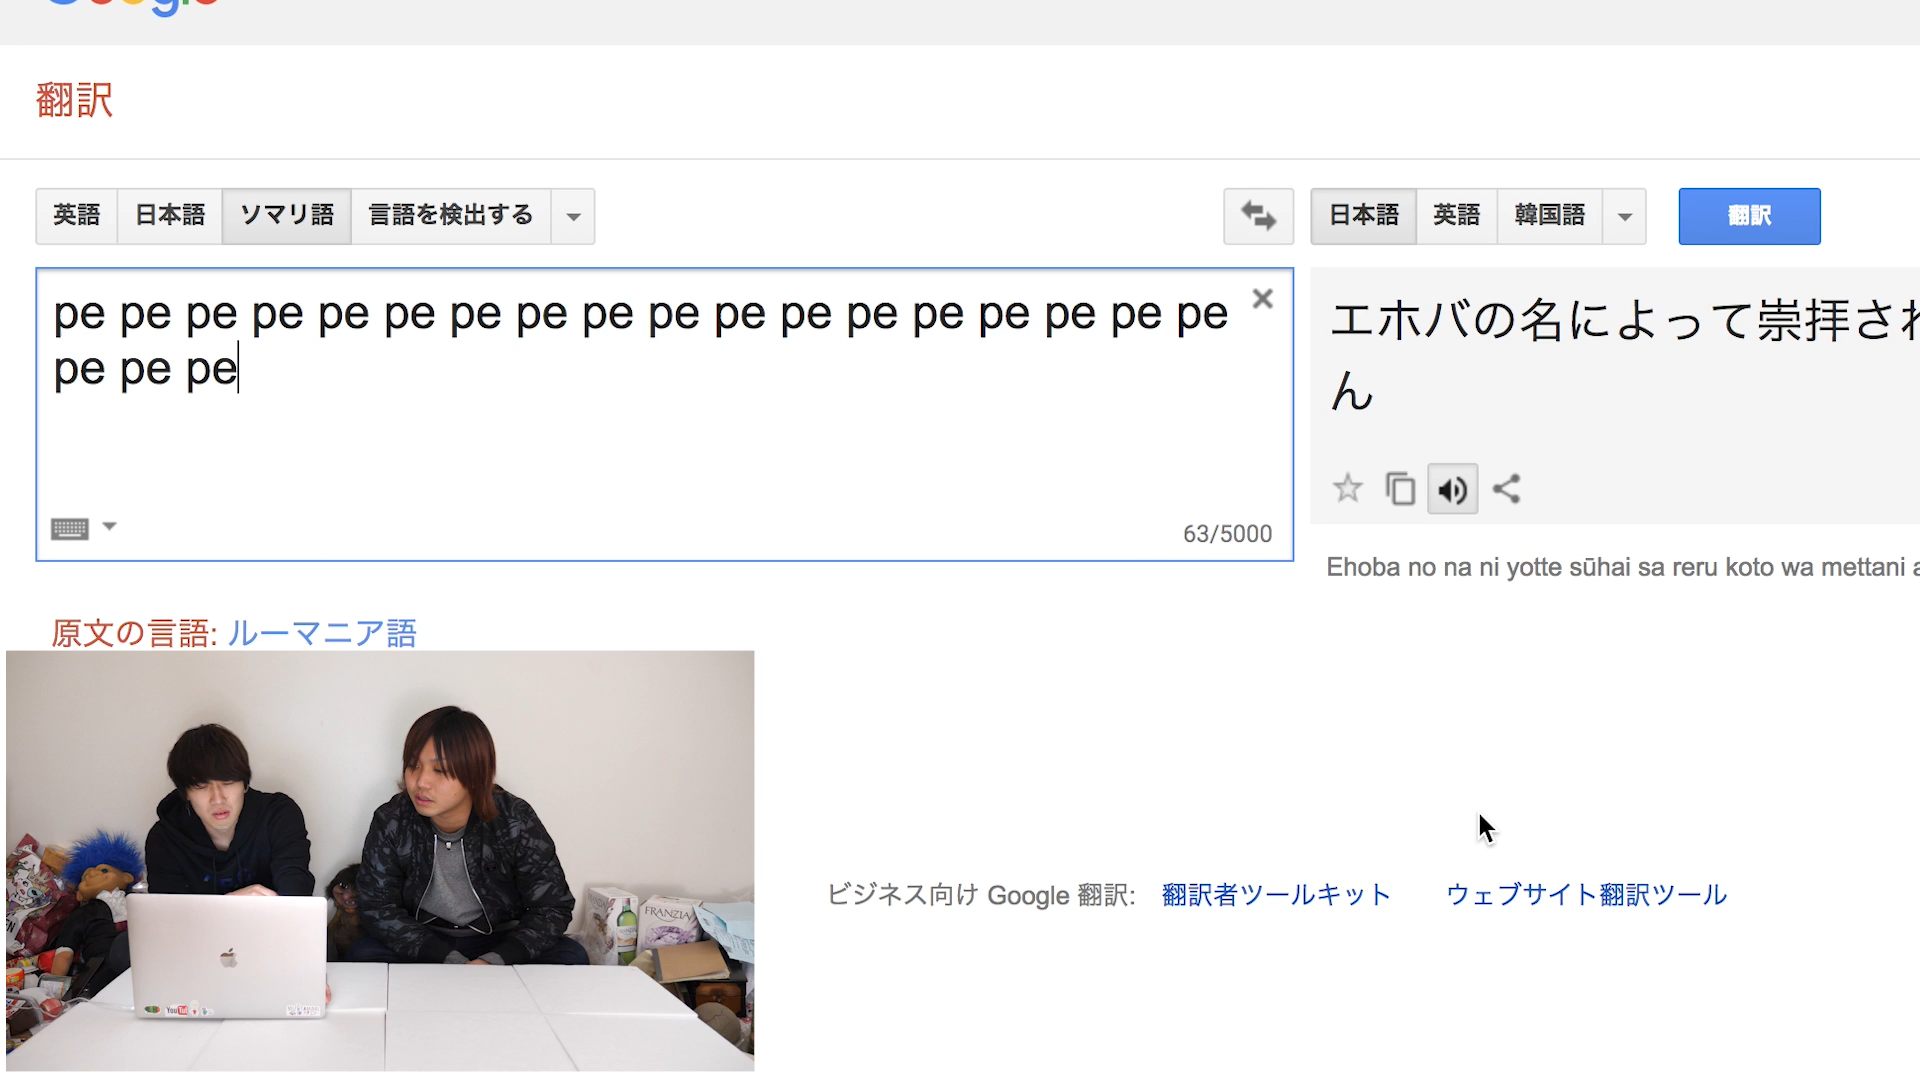 Google
翻訳
英語 日本語 ソマリ語 言語を検出する
日本語 英語 韓国語
翻訳
pe pe pe pe pe pe pe pe pe pe pe pe pe pe pe pe pe pe
pe pe pe
63/5000
エホバの名によって崇拝され
ん
Ehoba no na ni yotte sūhai sa reru koto wa mettani a
原文の言語: ルーマニア語
ビジネス向け Google 翻訳: 翻訳者ツールキット ウェブサイト翻訳ツール
FRANZIA
YouTube